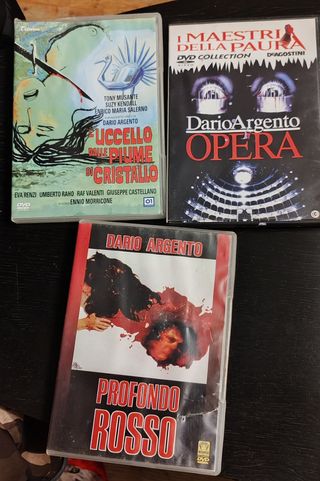 TONY MUSANTE
SUZY KENDALL
ENRICO MARIA SALERNO
DARIO ARGENTO
L'UCCELLO
DALLE PIUME
DI CRISTALLO
EVA RENZI UMBERTO RAHO RAF VALENTI GIUSEPPE CASTELLANO
ENNIO MORRICONE
DVD
01
I MAESTRI
DELLA PAURA
DVD COLLECTION DeAGOSTINI
Dario Argento
OPERA
DARIO ARGENTO
PROFONDO
ROSSO
DVD